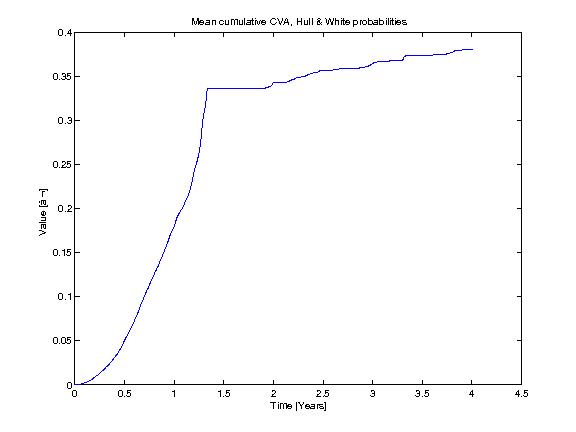 Mean cumulative CVA, Hull & White probabilities
0.4
0.35
0.3
0.25
0.2
0.15
0.1
0.05
0
Value [â ¬]
0 0.5 1 1.5 2 2.5 3 3.5 4 4.5
Time [Years]